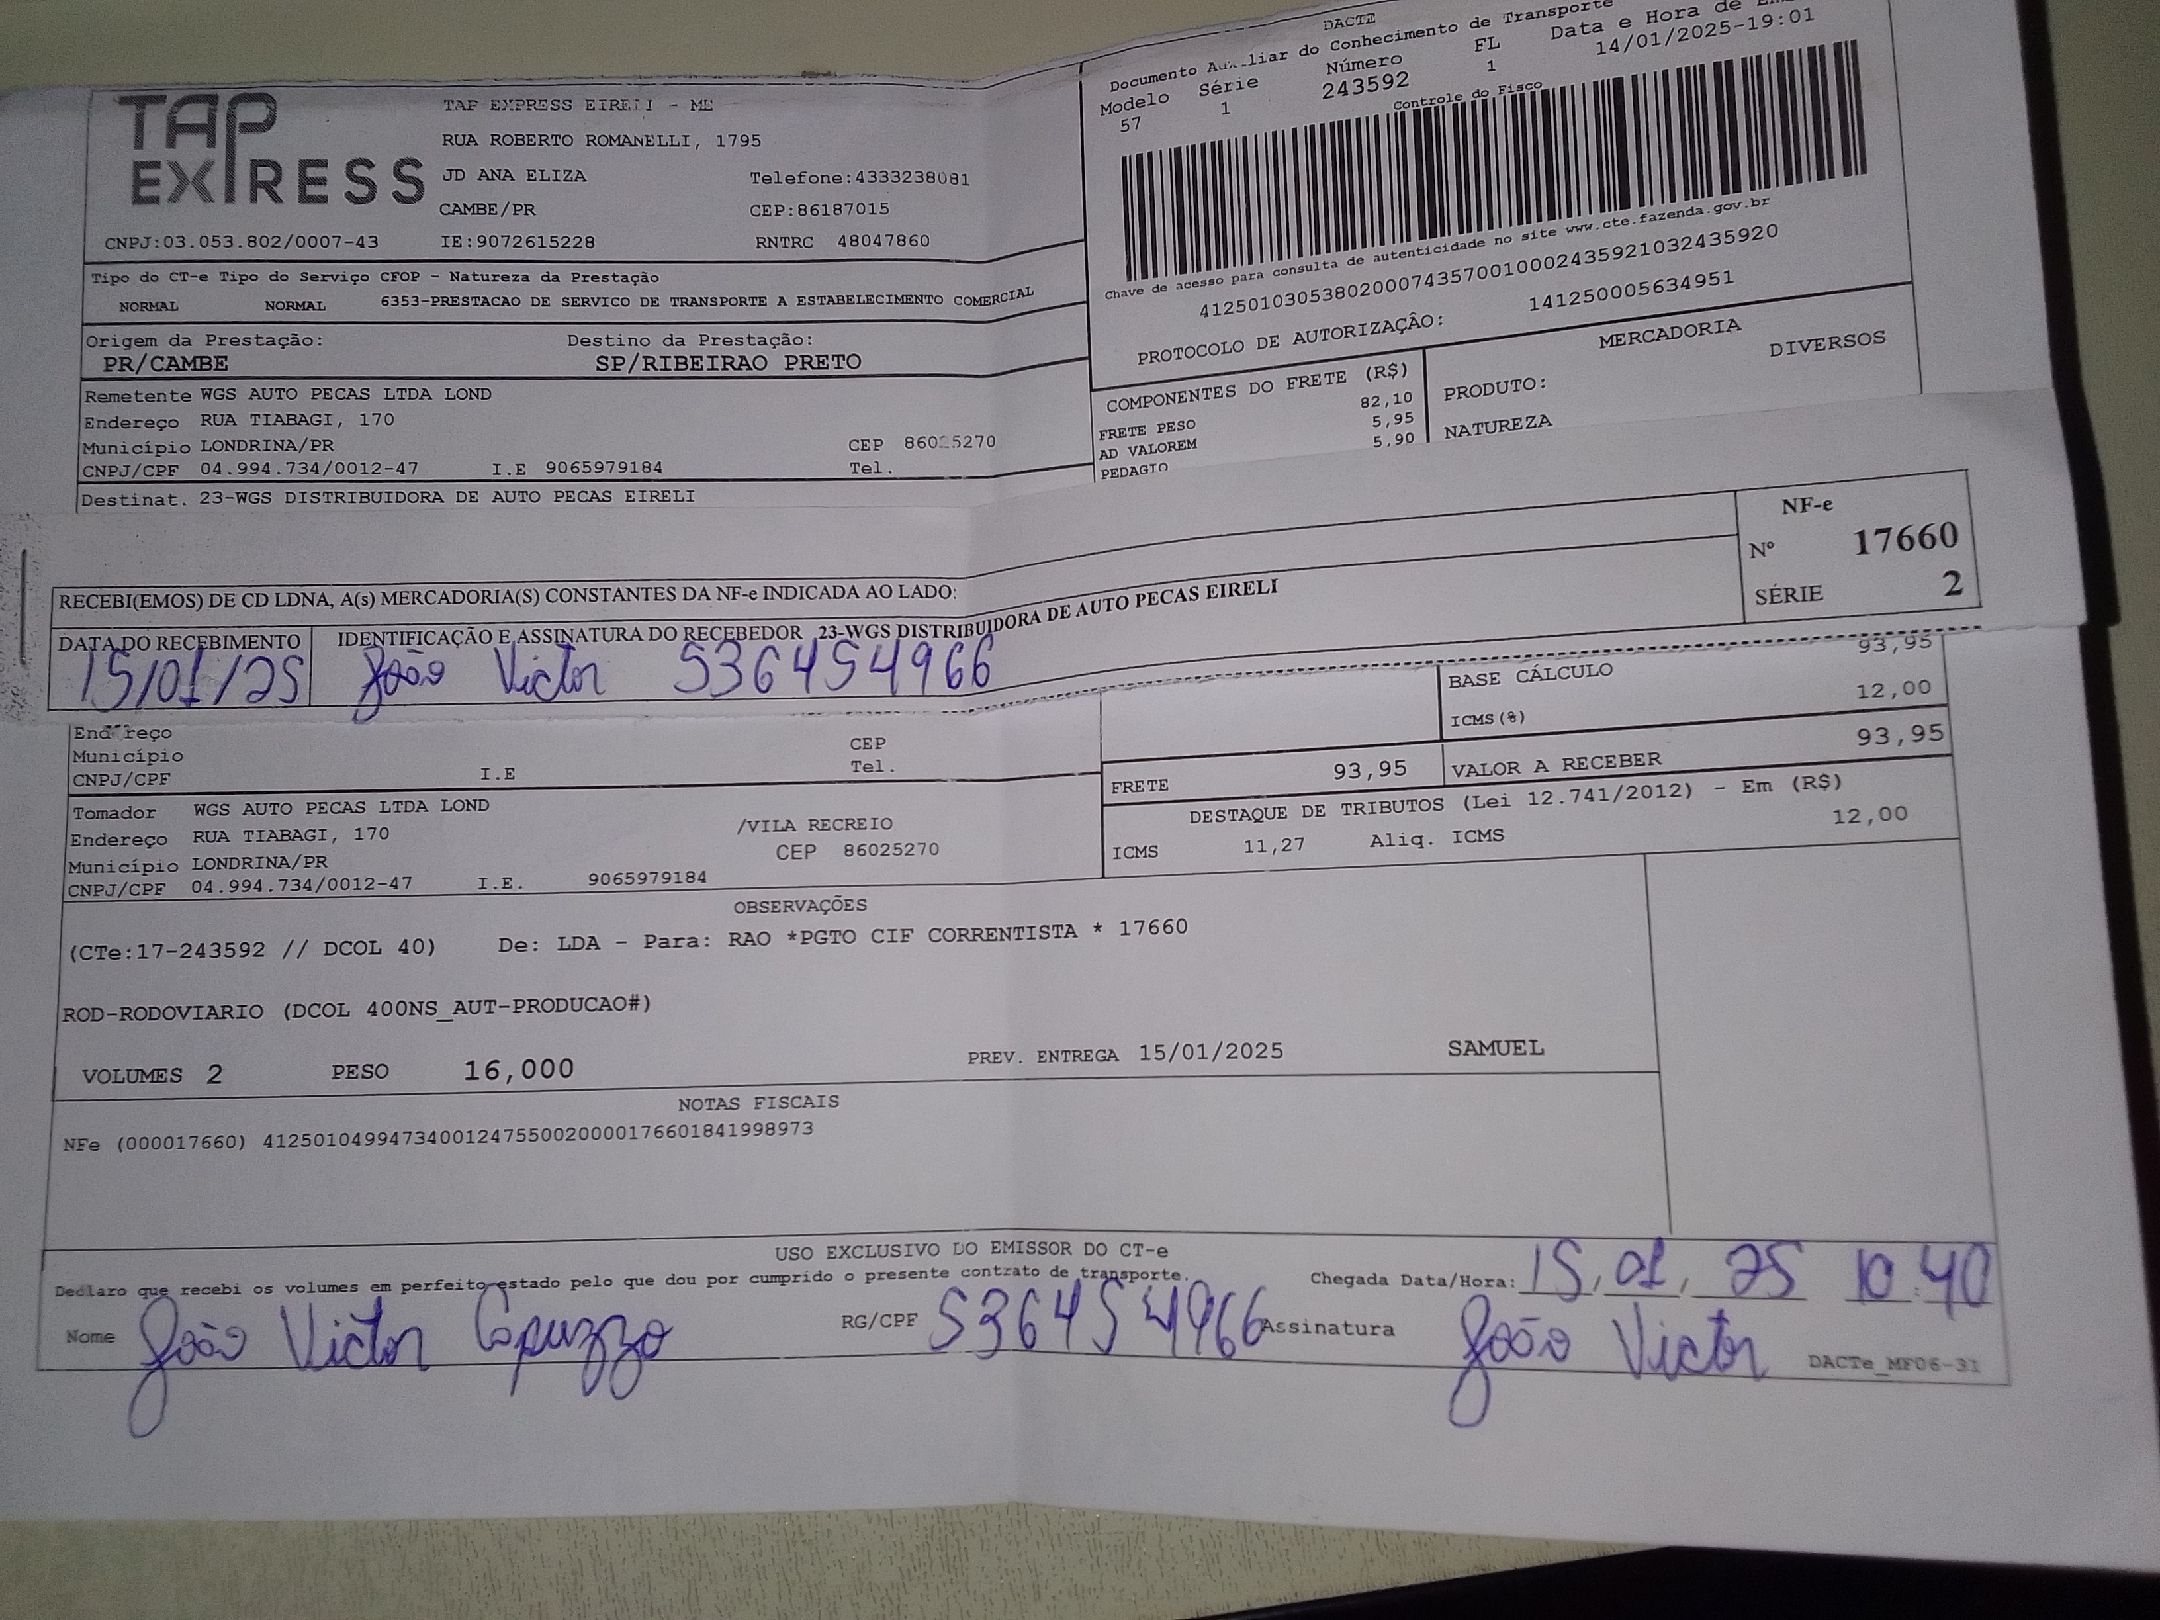 TAP EXPRESS
TAP EXPRESS EIRELI - ME
RUA ROBERTO ROMANELLI, 1795
JD ANA ELIZA Telefone:4333238081
CAMBE/PR CEP:86187015
CNPJ:03.053.802/0007-43 IE:9072615228 RNTRC 48047860
Tipo do CT-e Tipo do Serviço CFOP - Natureza da Prestação
NORMAL NORMAL 6353-PRESTACAO DE SERVICO DE TRANSPORTE A ESTABELECIMENTO COMERCIAL
Origem da Prestação: Destino da Prestação:
PR/CAMBE SP/RIBEIRAO PRETO
Remetente WGS AUTO PECAS LTDA LOND
Endereço RUA TIABAGI, 170
Município LONDRINA/PR CEP 86025270
CNPJ/CPF 04.994.734/0012-47 I.E 9065979184 Tel.
Destinat. 23-WGS DISTRIBUIDORA DE AUTO PECAS EIRELI
DACTE
Documento Auxiliar do Conhecimento de Transporte
Modelo Série Número FL Data e Hora de
57 1 243592 1 14/01/2025-19:01
Controle do Fisco
Chave de acesso para consulta de autenticidade no site www.cte.fazenda.gov.br
41250103053802000743570010002435921032435920
PROTOCOLO DE AUTORIZAÇÃO: 141250005634951
COMPONENTES DO FRETE (R$) MERCADORIA
FRETE PESO 82,10 PRODUTO: DIVERSOS
AD VALOREM 5,95 NATUREZA
PEDAGIO 5,90
RECEBI(EMOS) DE CD LDNA, A(s) MERCADORIA(S) CONSTANTES DA NF-e INDICADA AO LADO:
DATA DO RECEBIMENTO IDENTIFICAÇÃO E ASSINATURA DO RECEBEDOR 23-WGS DISTRIBUIDORA DE AUTO PECAS EIRELI
15/01/25 João Victor 536454966
NF-e
Nº 17660
SÉRIE 2
Endereço
Município CEP
CNPJ/CPF I.E Tel.
BASE CÁLCULO 93,95
ICMS(%) 12,00
FRETE 93,95 VALOR A RECEBER 93,95
DESTAQUE DE TRIBUTOS (Lei 12.741/2012) - Em (R$)
ICMS 11,27 Aliq. ICMS 12,00
Tomador WGS AUTO PECAS LTDA LOND
Endereço RUA TIABAGI, 170 /VILA RECREIO
Município LONDRINA/PR CEP 86025270
CNPJ/CPF 04.994.734/0012-47 I.E. 9065979184
OBSERVAÇÕES
(CTe:17-243592 // DCOL 40) De: LDA - Para: RAO *PGTO CIF CORRENTISTA * 17660
ROD-RODOVIARIO (DCOL 400NS_AUT-PRODUCAO#)
VOLUMES 2 PESO 16,000 PREV. ENTREGA 15/01/2025 SAMUEL
NOTAS FISCAIS
NFe (000017660) 41250104994734001247550020000176601841998973
USO EXCLUSIVO DO EMISSOR DO CT-e
Declaro que recebi os volumes em perfeito estado pelo que dou por cumprido o presente contrato de transporte. Chegada Data/Hora: 15,01,25 10:40
Nome João Victor Capuzzo RG/CPF 536454966 Assinatura João Victor
DACTe_MF06-31